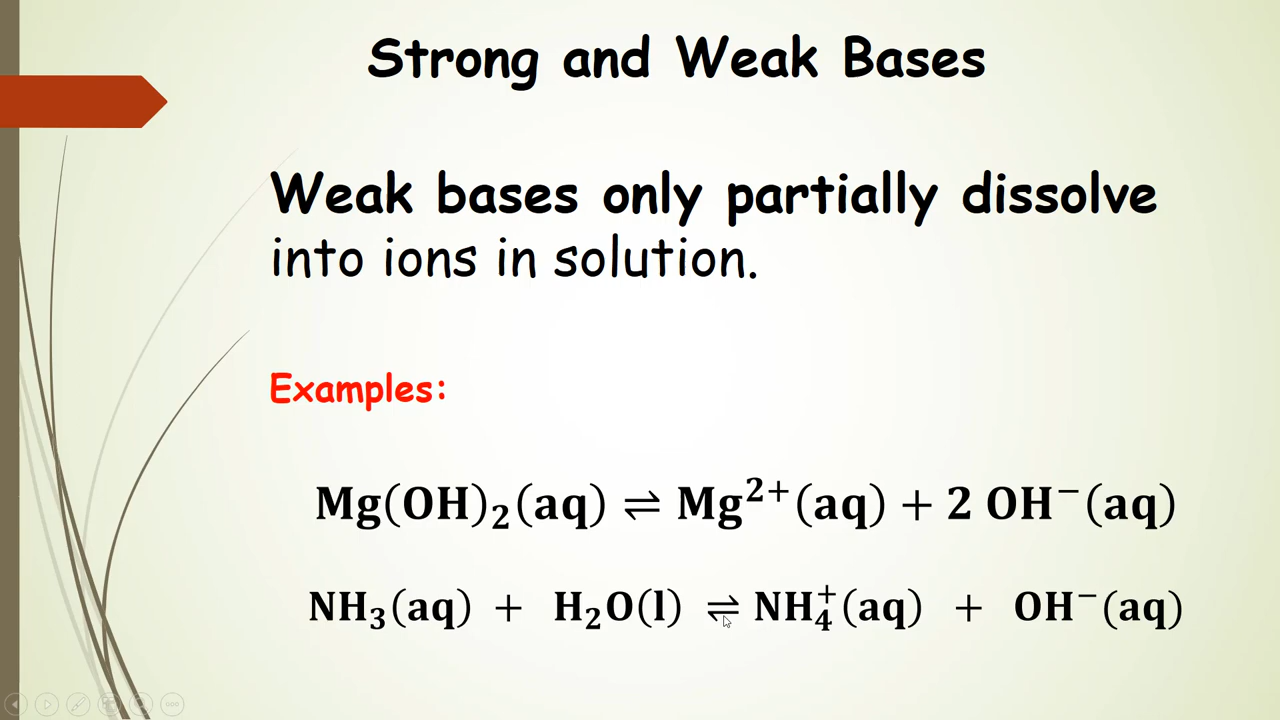 Strong and Weak Bases
Weak bases only partially dissolve
into ions in solution.
Examples:
Mg(OH)₂(aq) ⇌ Mg²⁺(aq) + 2 OH⁻(aq)
NH₃(aq) + H₂O(l) ⇌ NH₄⁺(aq) + OH⁻(aq)